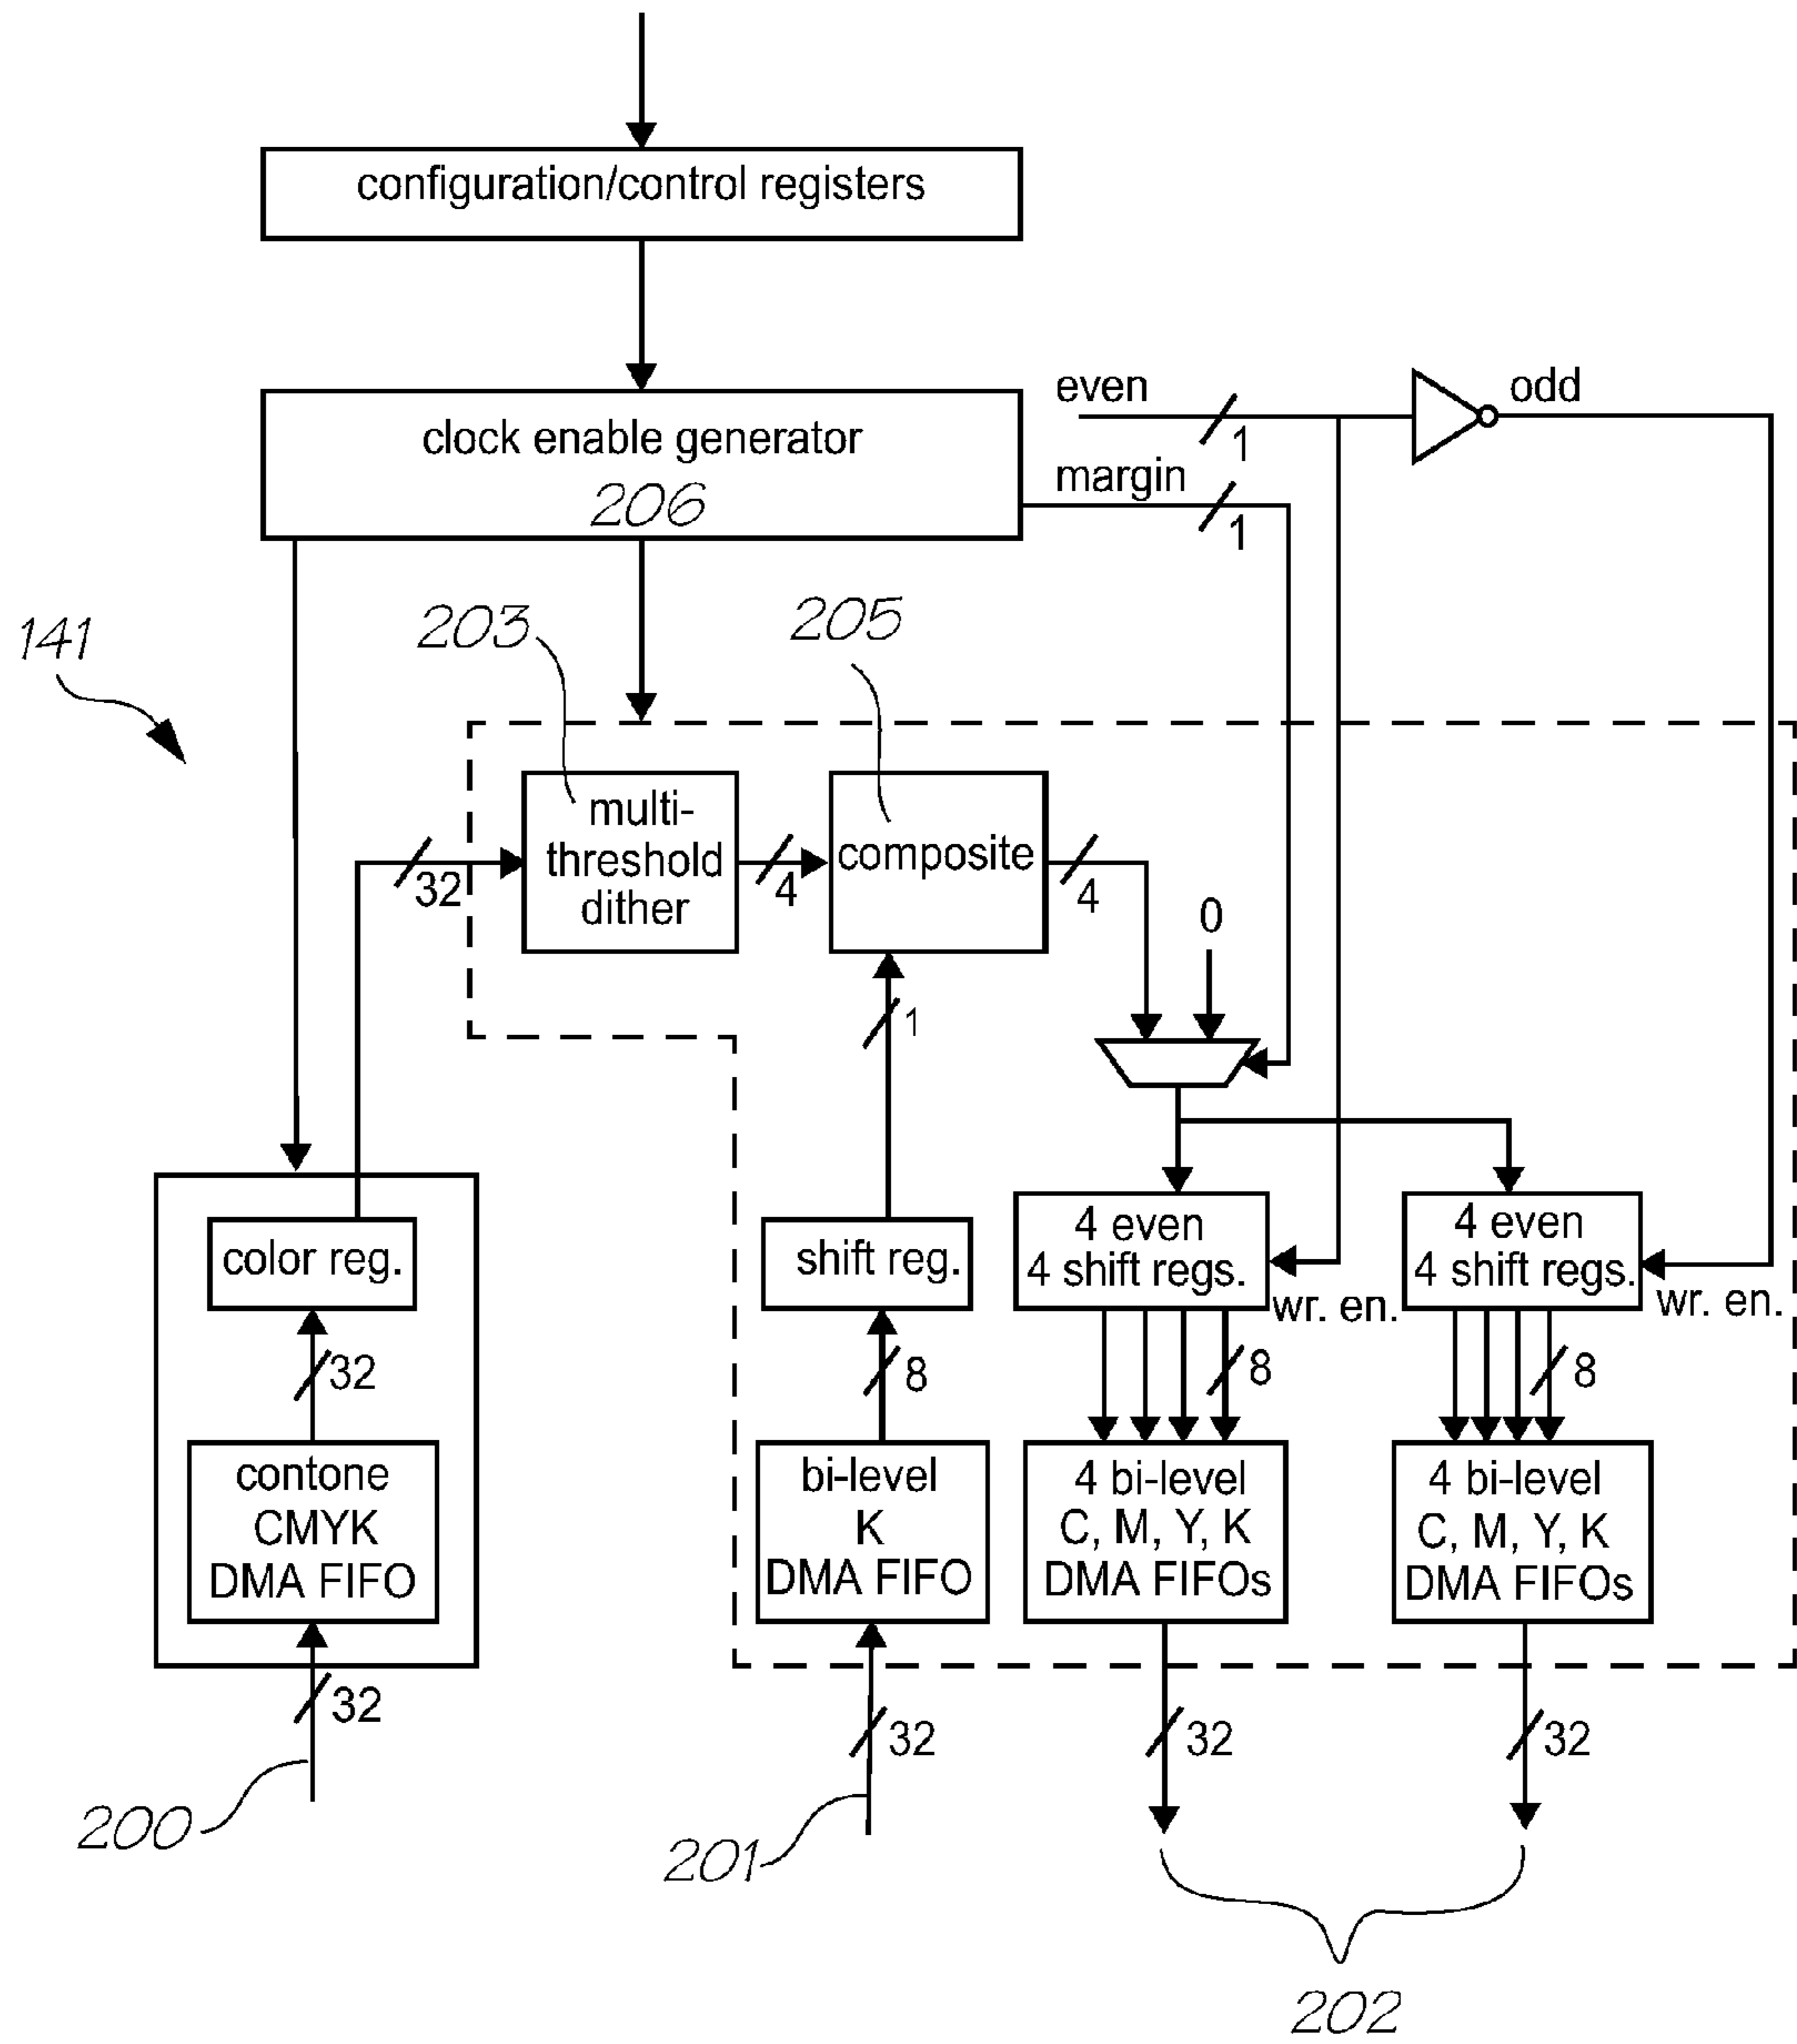 configuration/control registers
even
odd
clock enable generator
1
margin
206
1
203
205
141
multi-
threshold
dither
composite
32
4
4
0
1
color reg.
shift reg.
4 even
4 shift regs.
4 even
4 shift regs.
wr. en.
wr. en.
32
8
8
8
contone
CMYK
DMA FIFO
bi-level
K
DMA FIFO
4 bi-level
C, M, Y, K
DMA FIFOs
4 bi-level
C, M, Y, K
DMA FIFOs
32
32
32
32
200
201
202